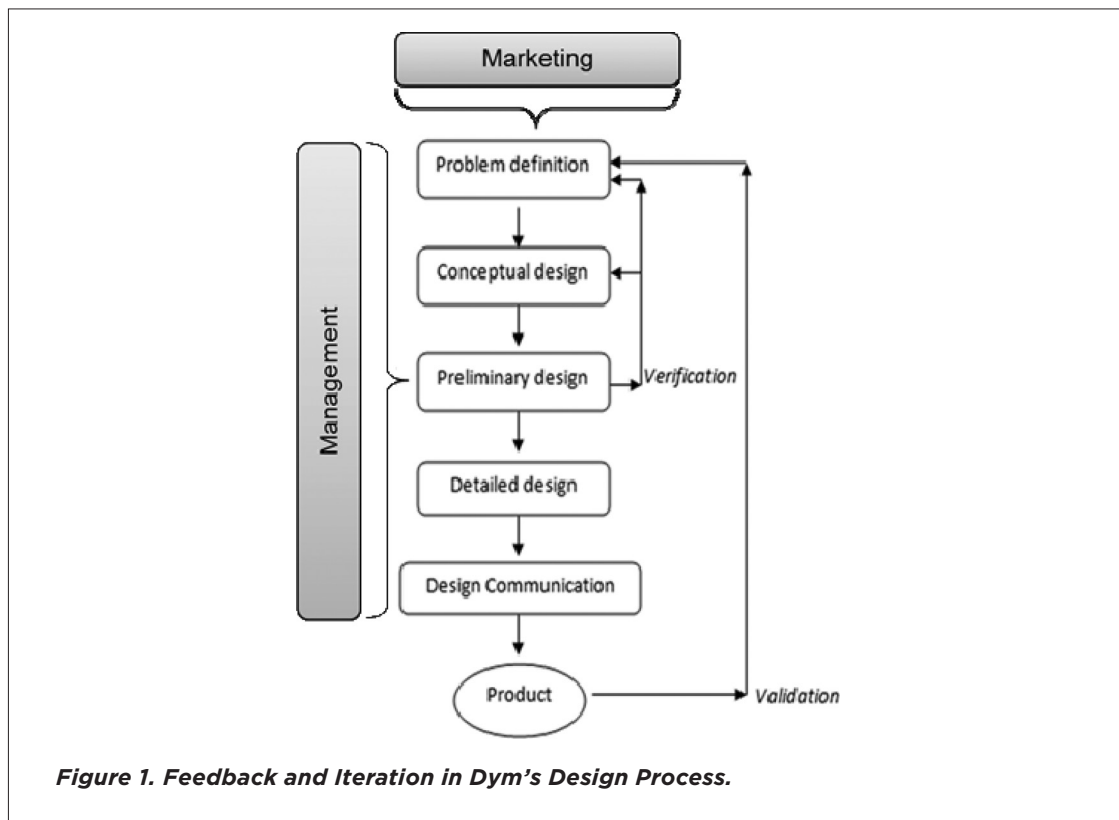 Marketing
Management
Problem definition
Conceptual design
Preliminary design
Verification
Detailed design
Design Communication
Product
Validation
Figure 1. Feedback and Iteration in Dym's Design Process.